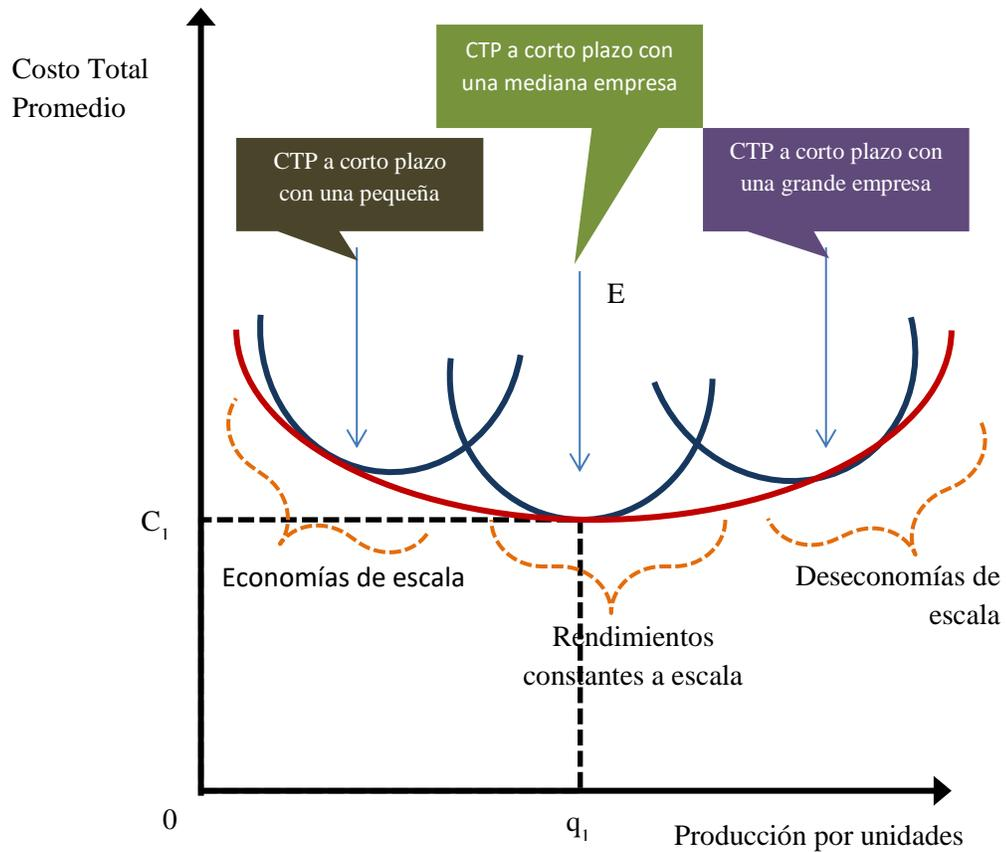 Costo Total
Promedio
CTP a corto plazo con
una mediana empresa
CTP a corto plazo
con una pequeña
CTP a corto plazo con
una grande empresa
E
C₁
Economías de escala
Deseconomías de
escala
Rendimientos
constantes a escala
0
q₁
Producción por unidades